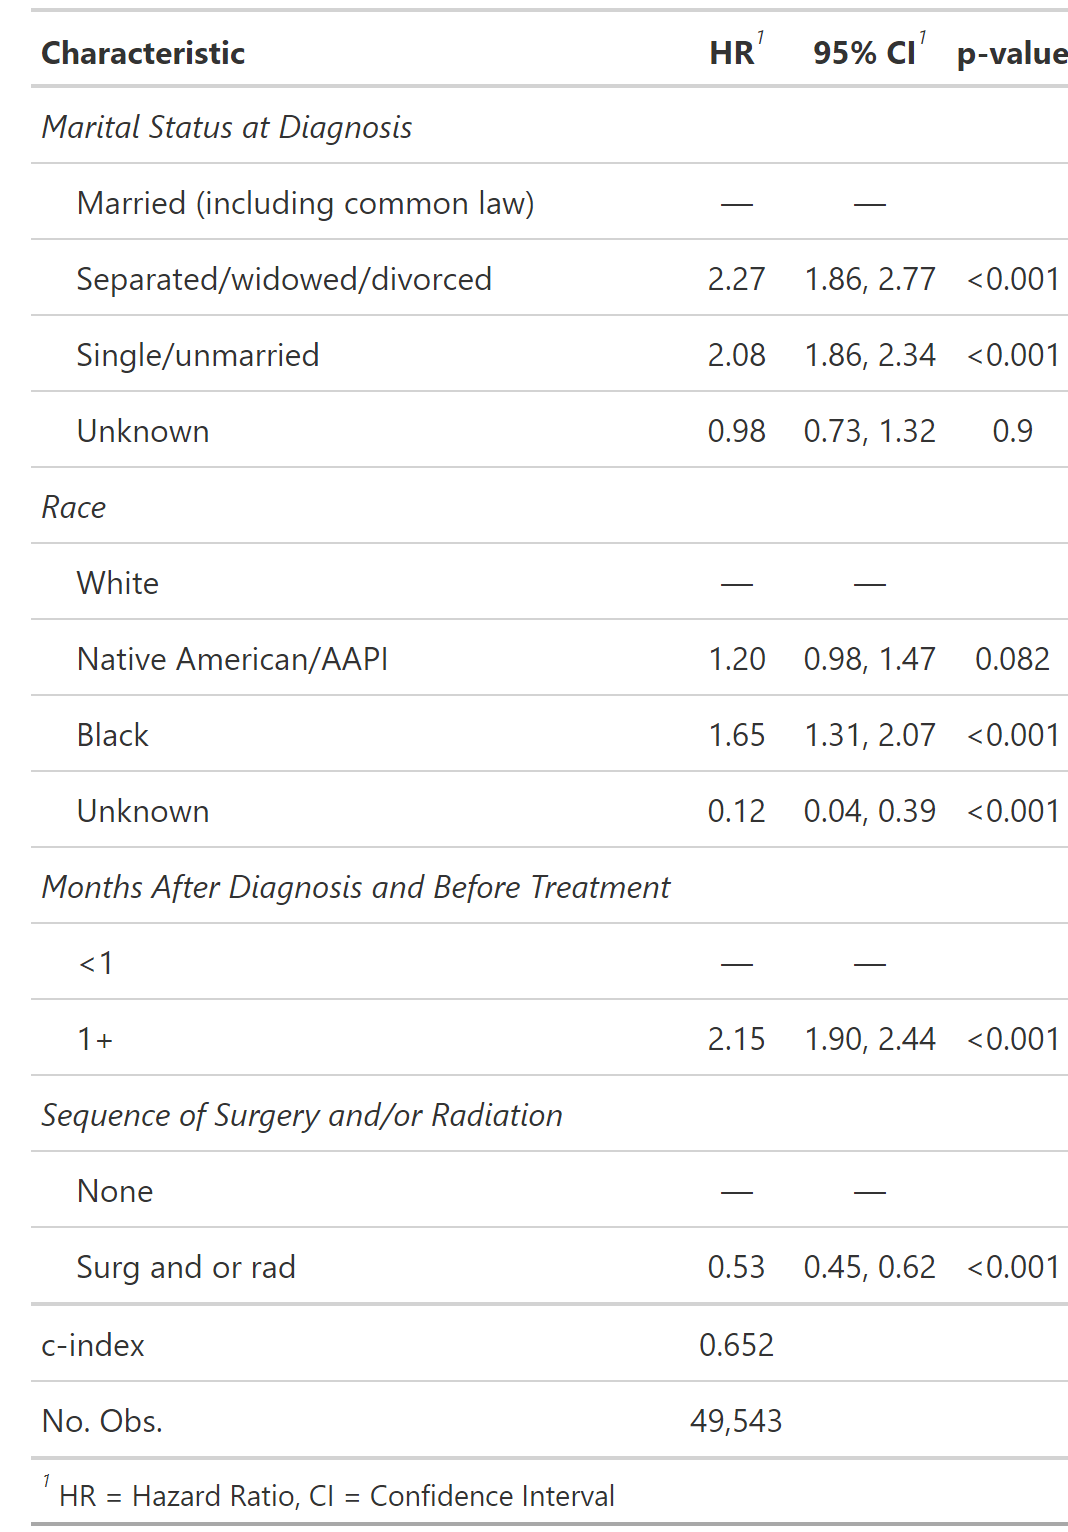 Characteristic HR1 95% CI1 p-value
Marital Status at Diagnosis
Married (including common law) — —
Separated/widowed/divorced 2.27 1.86, 2.77 <0.001
Single/unmarried 2.08 1.86, 2.34 <0.001
Unknown 0.98 0.73, 1.32 0.9
Race
White — —
Native American/AAPI 1.20 0.98, 1.47 0.082
Black 1.65 1.31, 2.07 <0.001
Unknown 0.12 0.04, 0.39 <0.001
Months After Diagnosis and Before Treatment
<1 — —
1+ 2.15 1.90, 2.44 <0.001
Sequence of Surgery and/or Radiation
None — —
Surg and or rad 0.53 0.45, 0.62 <0.001
c-index 0.652
No. Obs. 49,543
1 HR = Hazard Ratio, CI = Confidence Interval